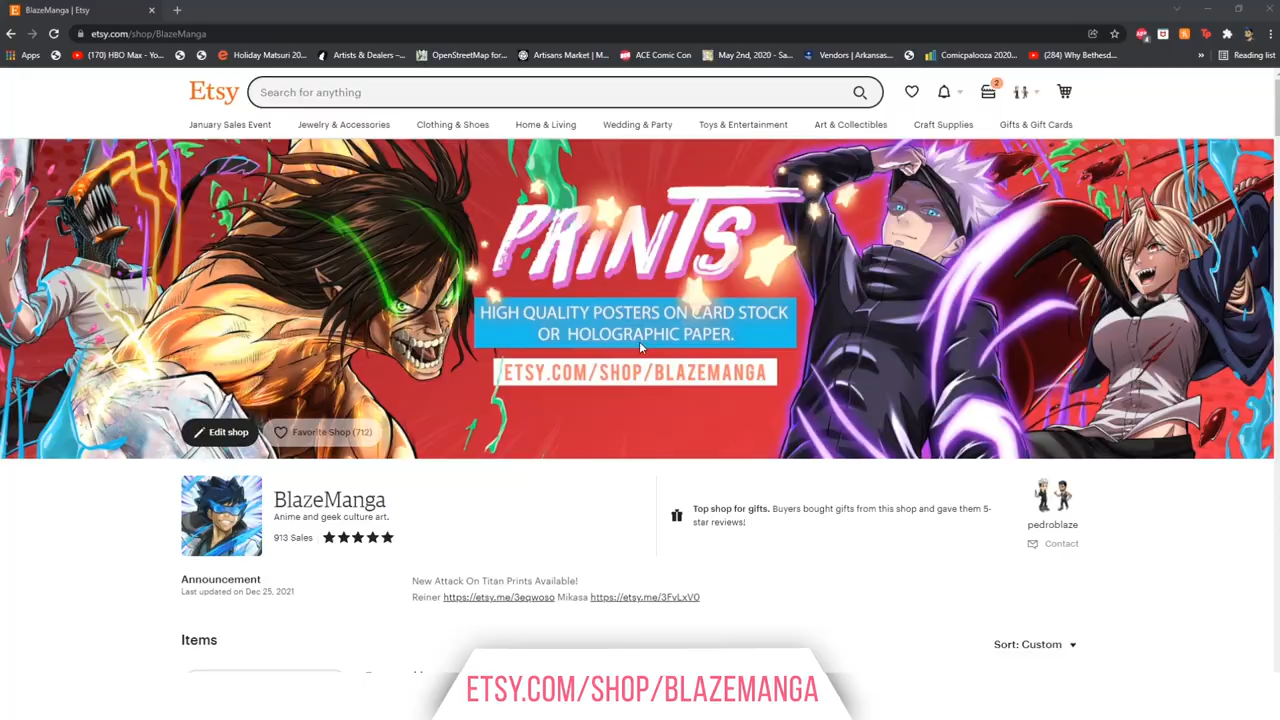 BlazeManga | Etsy
etsy.com/shop/BlazeManga
Apps
(170) HBO Max - Yo...
Holiday Matsuri 20...
Artists & Dealers –...
OpenStreetMap for...
Artisans Market | M...
ACE Comic Con
May 2nd, 2020 - Sa...
Vendors | Arkansas...
Comicpalooza 2020...
(284) Why Bethesd...
»
Reading list
Etsy
Search for anything
2
January Sales Event
Jewelry & Accessories
Clothing & Shoes
Home & Living
Wedding & Party
Toys & Entertainment
Art & Collectibles
Craft Supplies
Gifts & Gift Cards
PRINTS
HIGH QUALITY POSTERS ON CARD STOCK
OR HOLOGRAPHIC PAPER.
ETSY.COM/SHOP/BLAZEMANGA
Edit shop
Favorite Shop (712)
BlazeManga
Anime and geek culture art.
913 Sales
Top shop for gifts. Buyers bought gifts from this shop and gave them 5-
star reviews!
pedroblaze
Contact
Announcement
Last updated on Dec 25, 2021
New Attack On Titan Prints Available!
Reiner https://etsy.me/3eqwoso Mikasa https://etsy.me/3FvLxV0
Items
Sort: Custom
ETSY.COM/SHOP/BLAZEMANGA